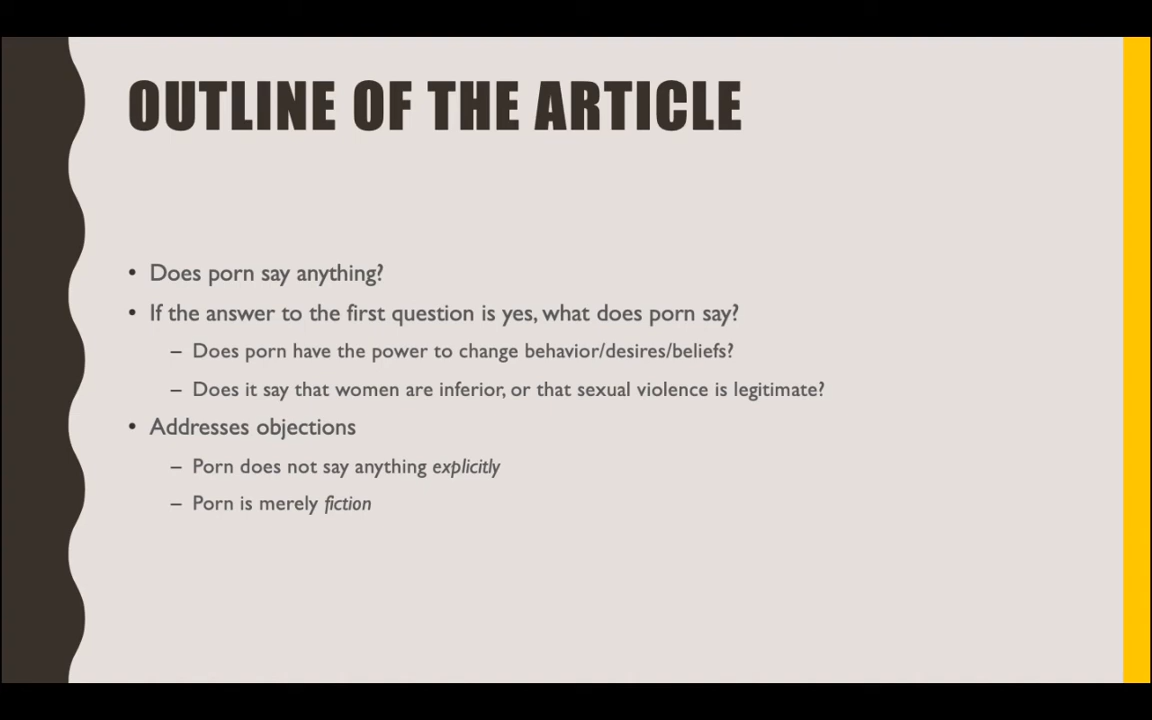 OUTLINE OF THE ARTICLE
• Does porn say anything?
• If the answer to the first question is yes, what does porn say?
– Does porn have the power to change behavior/desires/beliefs?
– Does it say that women are inferior, or that sexual violence is legitimate?
• Addresses objections
– Porn does not say anything explicitly
– Porn is merely fiction